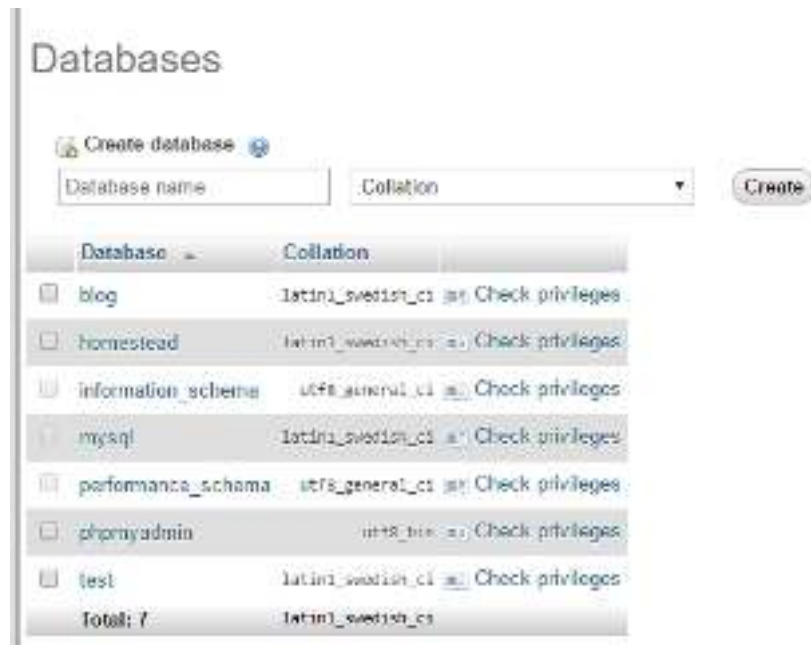 Databases
Create database
Database name Collation Create
Database Collation
blog latin1_swedish_ci Check privileges
homestead latin1_swedish_ci Check privileges
information_schema utf8_general_ci Check privileges
mysql latin1_swedish_ci Check privileges
performance_schema utf8_general_ci Check privileges
phpmyadmin utf8_bin Check privileges
test latin1_swedish_ci Check privileges
Total: 7 latin1_swedish_ci